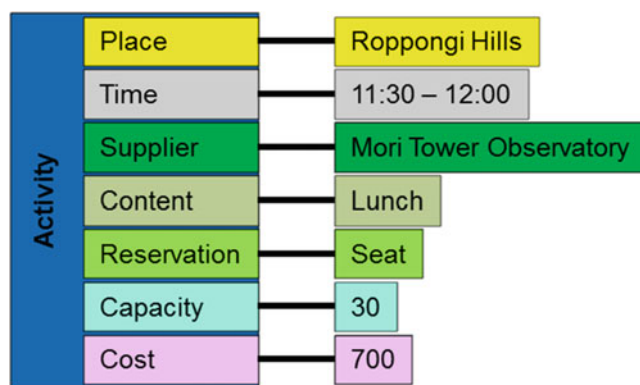 Activity
Place
Roppongi Hills
Time
11:30 – 12:00
Supplier
Mori Tower Observatory
Content
Lunch
Reservation
Seat
Capacity
30
Cost
700